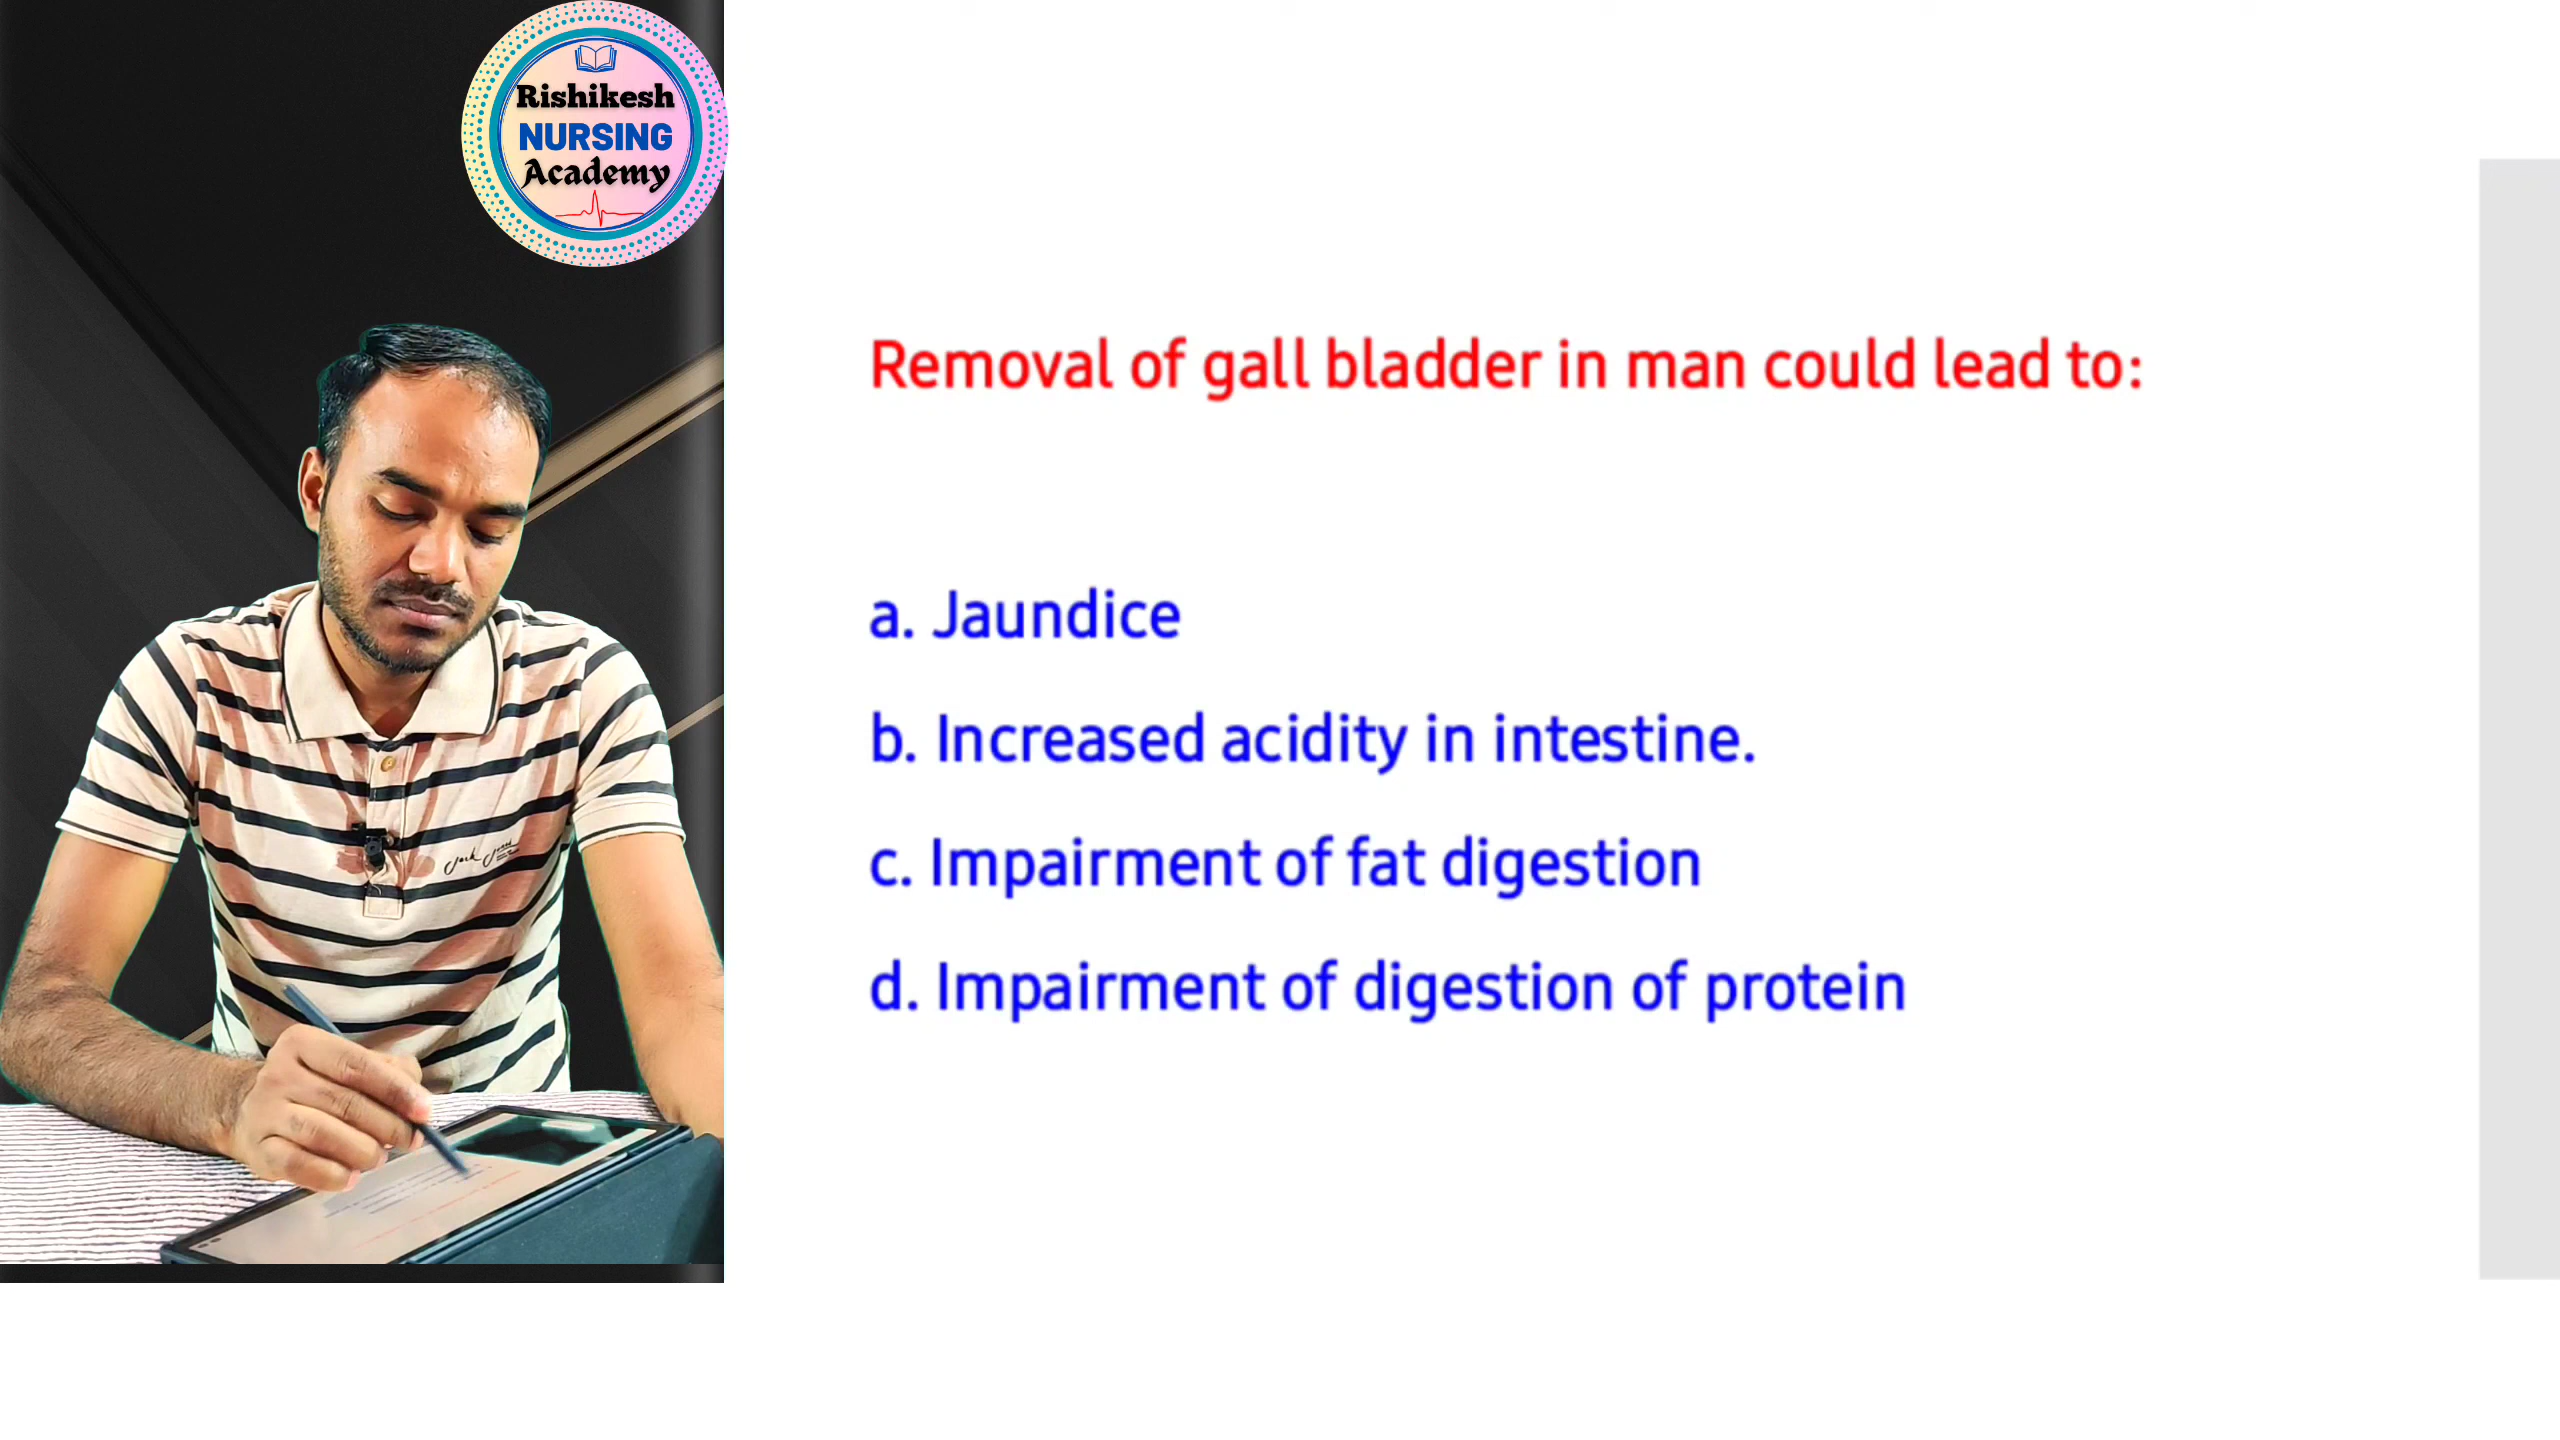 Rishikesh
NURSING
Academy
Removal of gall bladder in man could lead to:
a. Jaundice
b. Increased acidity in intestine.
c. Impairment of fat digestion
d. Impairment of digestion of protein